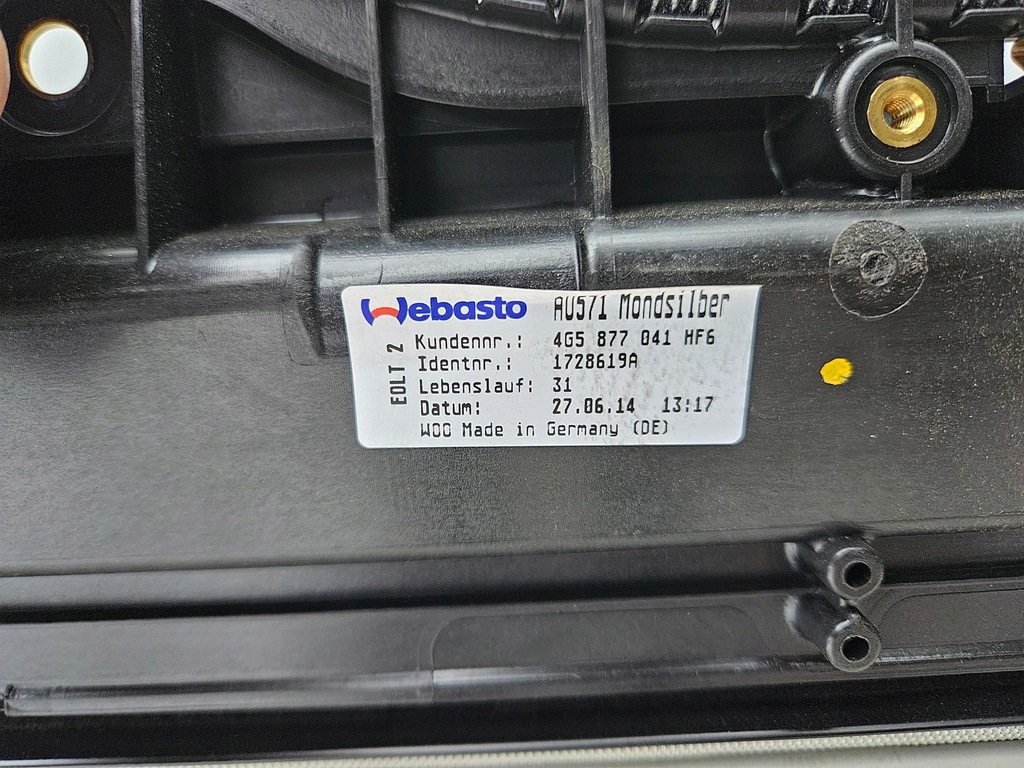 Webasto AU571 Mondsilber
Kundennr.: 4G5 877 041 HF6
Identnr.: 1728619A
Lebenslauf: 31
Datum: 27.06.14 13:17
WOO Made in Germany (DE)
EOLT 2